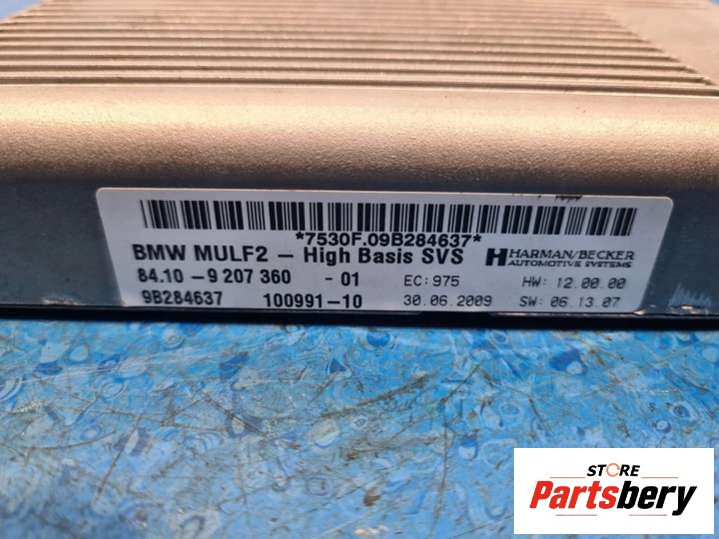 *7530F.09B284637*
BMW MULF2 – High Basis SVS
HARMAN/BECKER
AUTOMOTIVE SYSTEMS
84.10 -9 207 360 - 01 EC: 975 HW: 12.00.00
9B284637 100991-10 30.06.2009 SW: 06.13.07
STORE
Partsbery